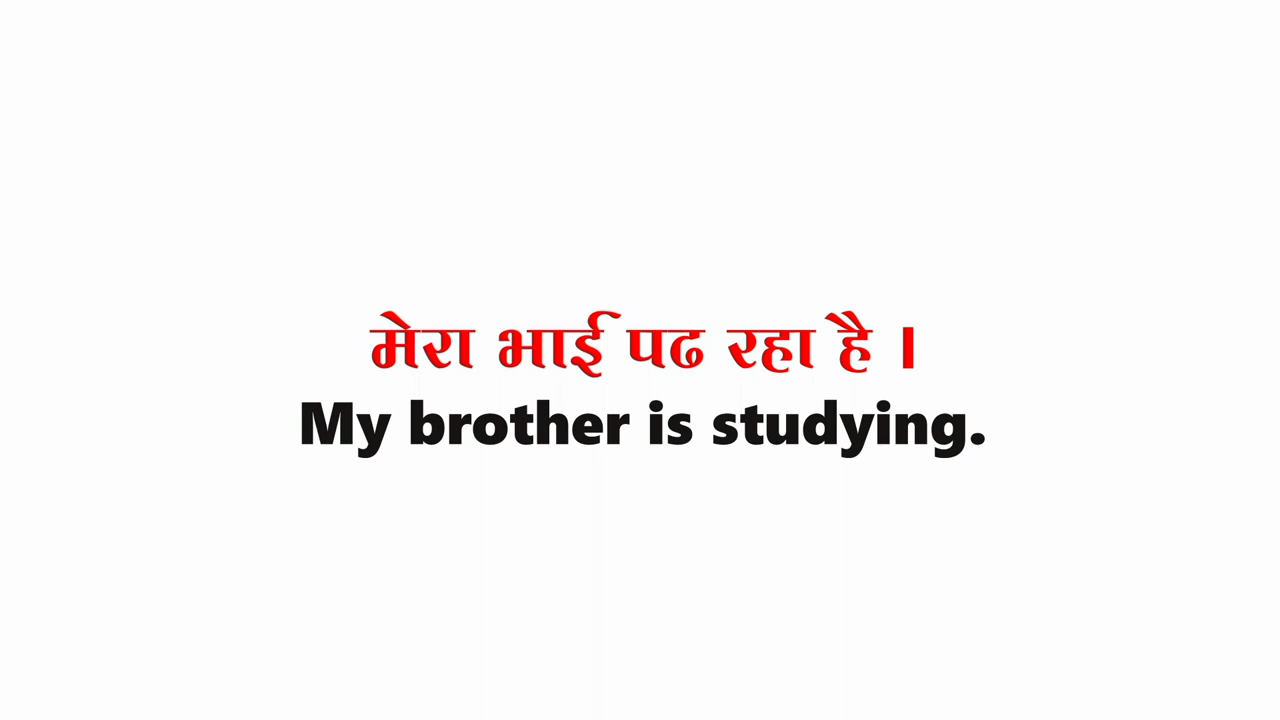 मेरा भाई पढ रहा है ।
My brother is studying.